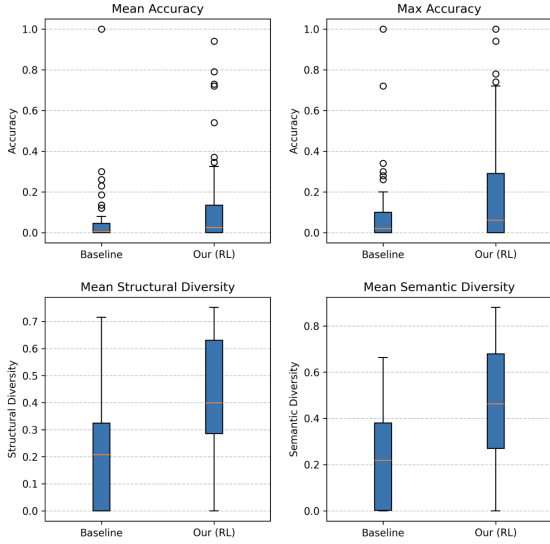 Mean Accuracy
Accuracy
1.0
0.8
0.6
0.4
0.2
0.0
Baseline
Our (RL)
Max Accuracy
Accuracy
1.0
0.8
0.6
0.4
0.2
0.0
Baseline
Our (RL)
Mean Structural Diversity
Structural Diversity
0.7
0.6
0.5
0.4
0.3
0.2
0.1
0.0
Baseline
Our (RL)
Mean Semantic Diversity
Semantic Diversity
0.8
0.6
0.4
0.2
0.0
Baseline
Our (RL)